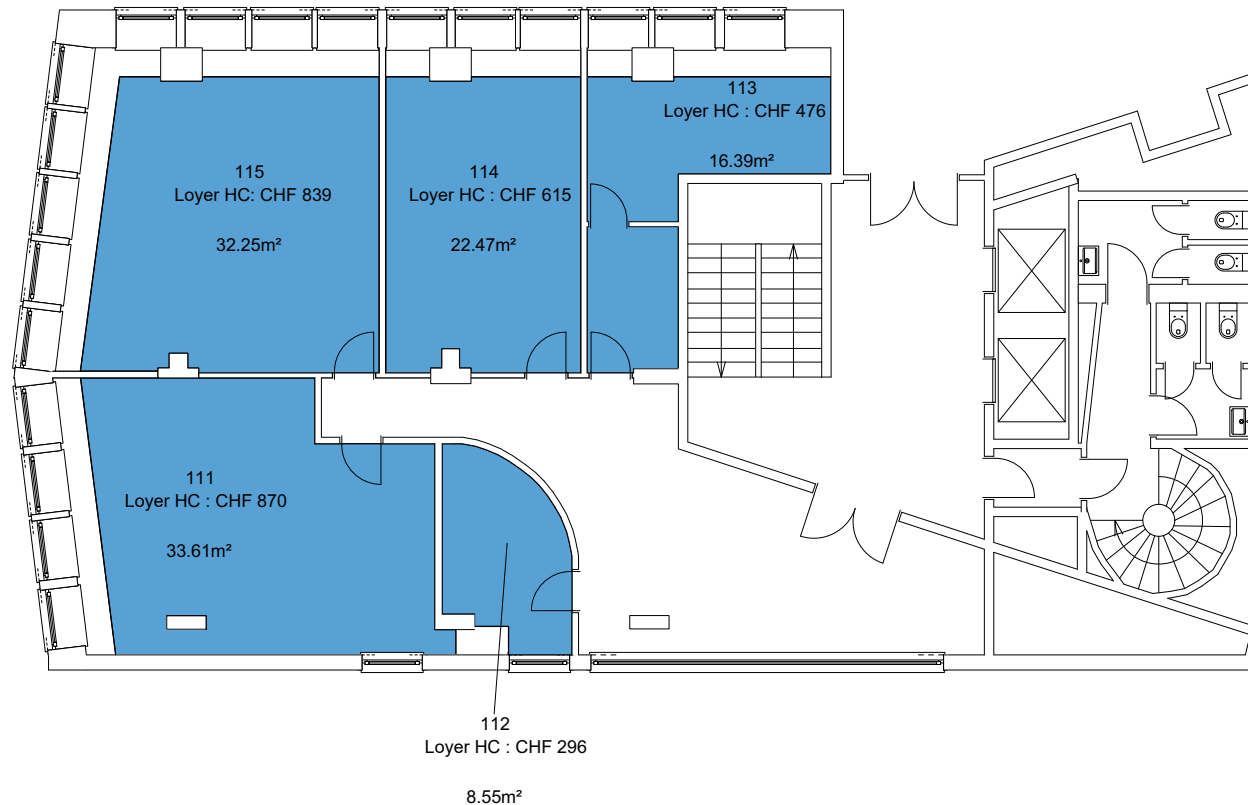 113
Loyer HC : CHF 476
16.39m²
115
Loyer HC: CHF 839
32.25m²
114
Loyer HC : CHF 615
22.47m²
111
Loyer HC : CHF 870
33.61m²
112
Loyer HC : CHF 296
8.55m²